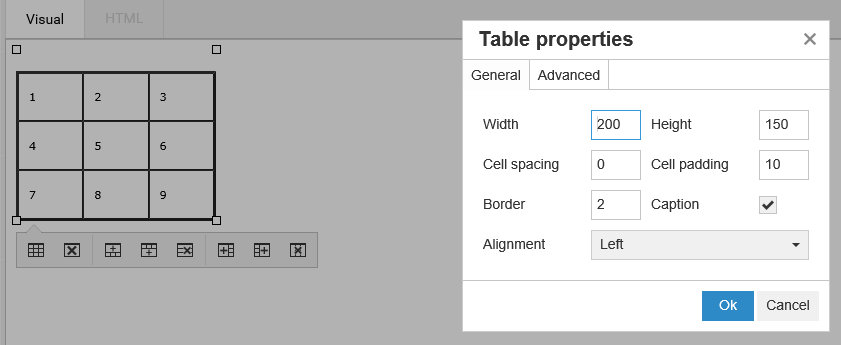 Visual HTML
1 2 3
4 5 6
7 8 9
Table properties
General Advanced
Width 200 Height 150
Cell spacing 0 Cell padding 10
Border 2 Caption
Alignment Left
Ok Cancel